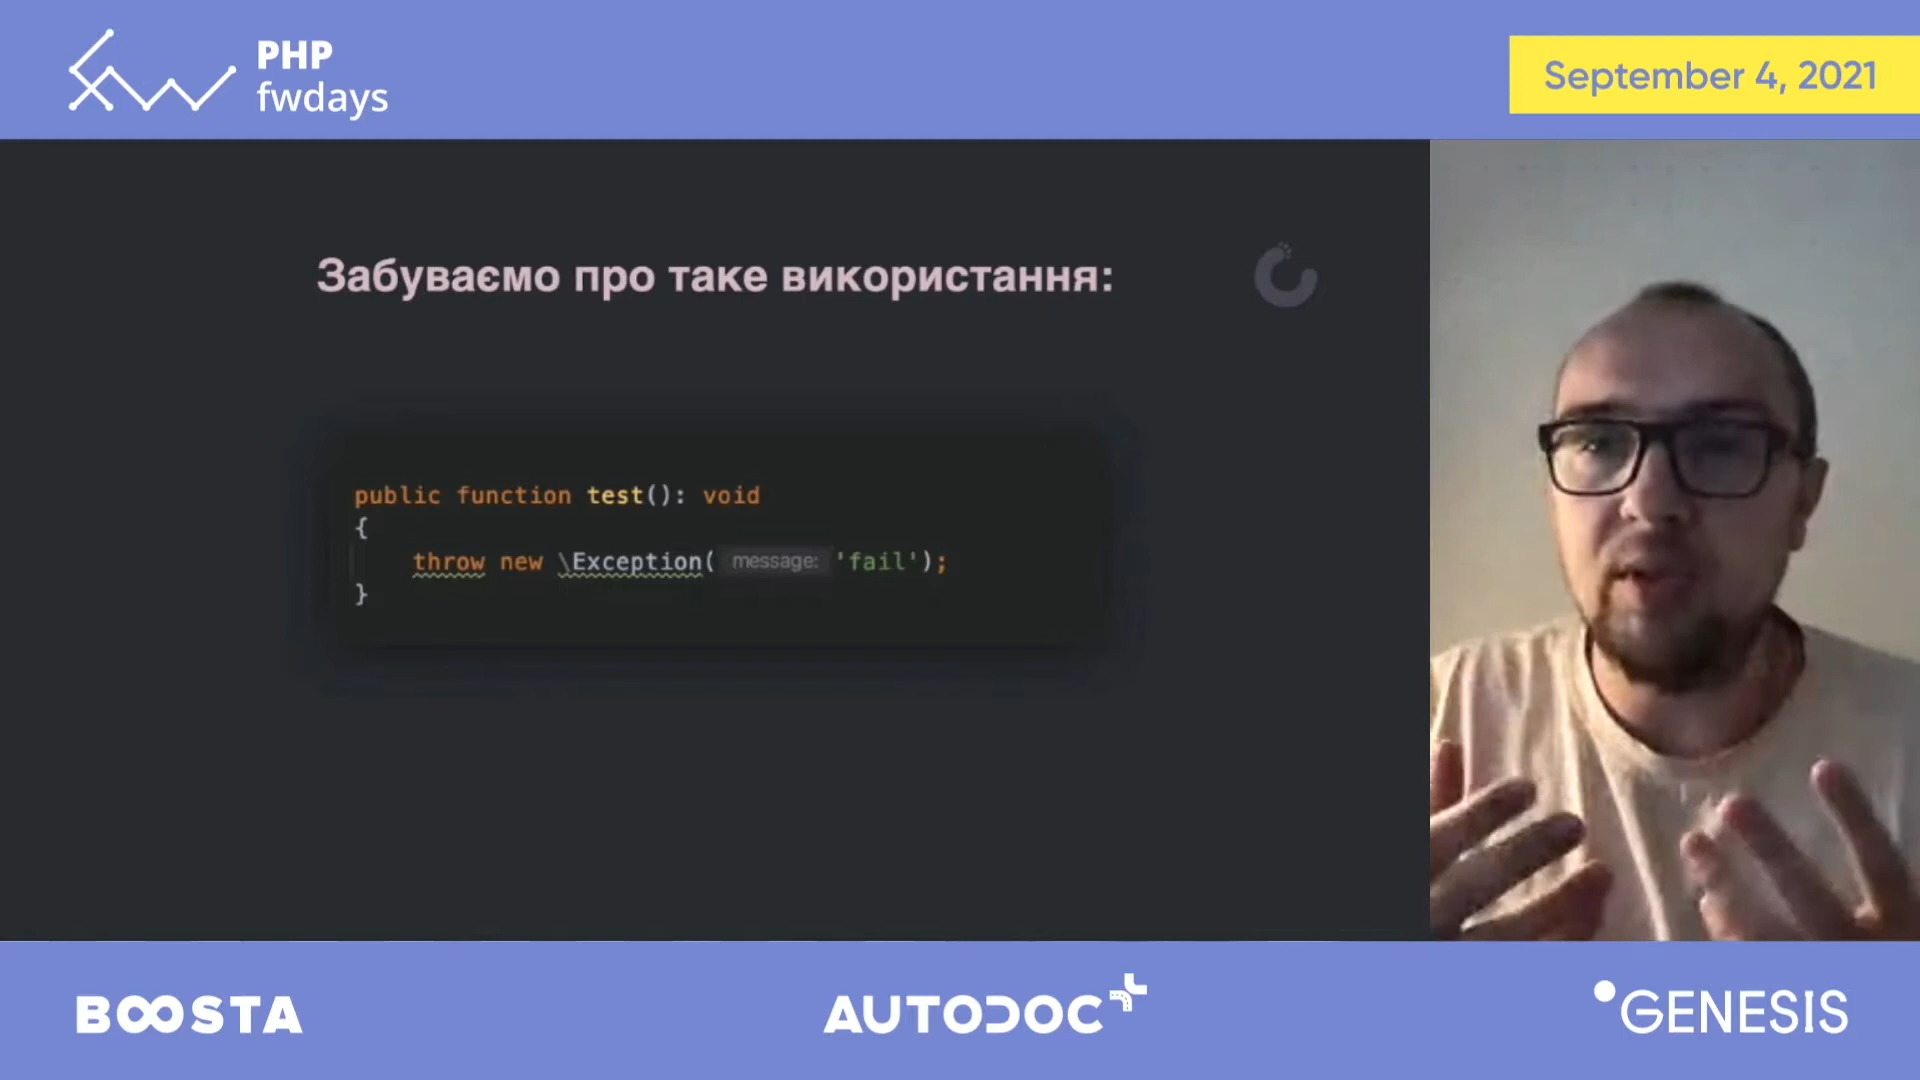 PHP
fwdays
September 4, 2021
Забуваємо про таке використання:
public function test(): void
{
throw new \Exception( message: 'fail');
}
BOOSTA
AUTODOC
GENESIS